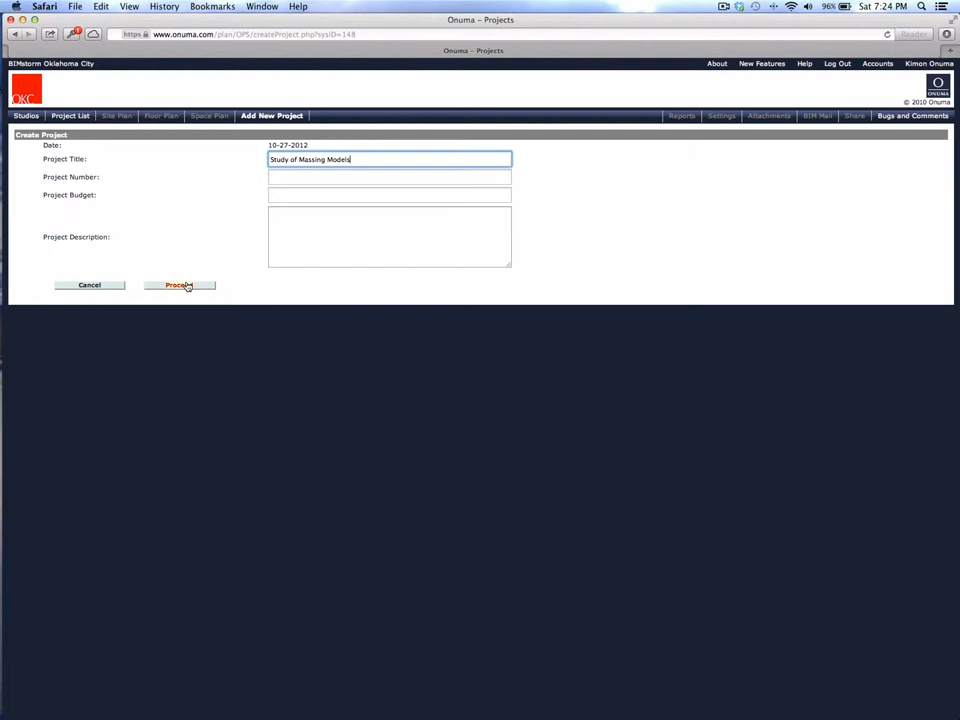 Safari File Edit View History Bookmarks Window Help 96% Sat 7:24 PM
Onuma – Projects
https www.onuma.com/plan/OPS/createProject.php?sysID=148 Reader
Onuma – Projects
BIMstorm Oklahoma City About New Features Help Log Out Accounts Kimon Onuma
OKC
ONUMA
© 2010 Onuma
Studios Project List Site Plan Floor Plan Space Plan Add New Project Reports Settings Attachments BIM Mail Share Bugs and Comments
Create Project
Date: 10-27-2012
Project Title: Study of Massing Models
Project Number:
Project Budget:
Project Description:
Cancel Proceed